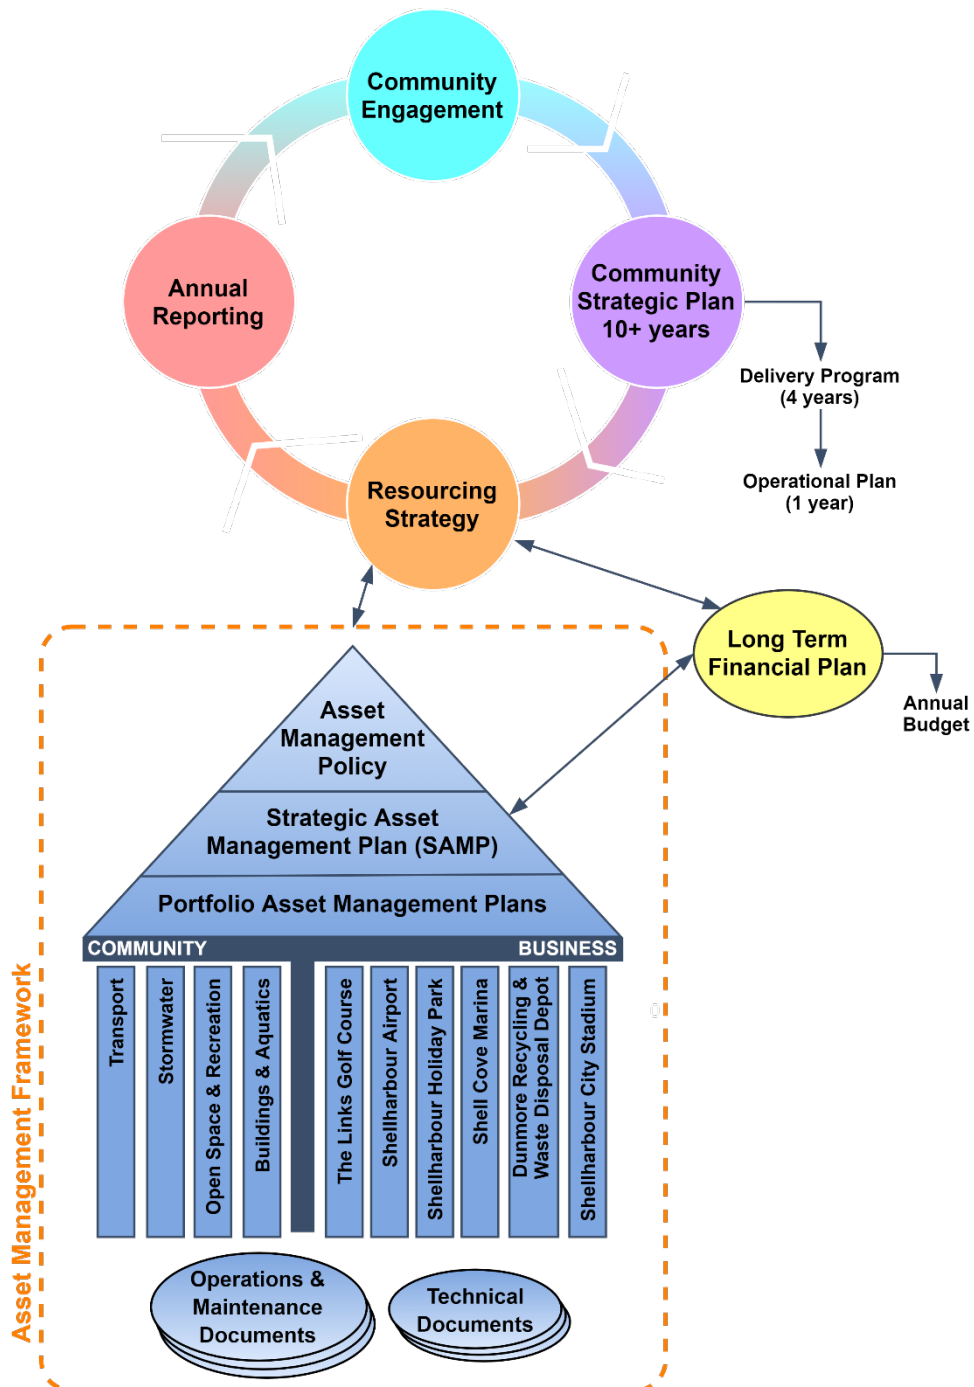 Community
Engagement
Annual
Reporting
Community
Strategic Plan
10+ years
Delivery Program
(4 years)
Operational Plan
(1 year)
Resourcing
Strategy
Long Term
Financial Plan
Annual
Budget
Asset Management Framework
Asset
Management
Policy
Strategic Asset
Management Plan (SAMP)
Portfolio Asset Management Plans
COMMUNITY
BUSINESS
Transport
Stormwater
Open Space & Recreation
Buildings & Aquatics
The Links Golf Course
Shellharbour Airport
Shellharbour Holiday Park
Shell Cove Marina
Dunmore Recycling &
Waste Disposal Depot
Shellharbour City Stadium
Operations &
Maintenance
Documents
Technical
Documents